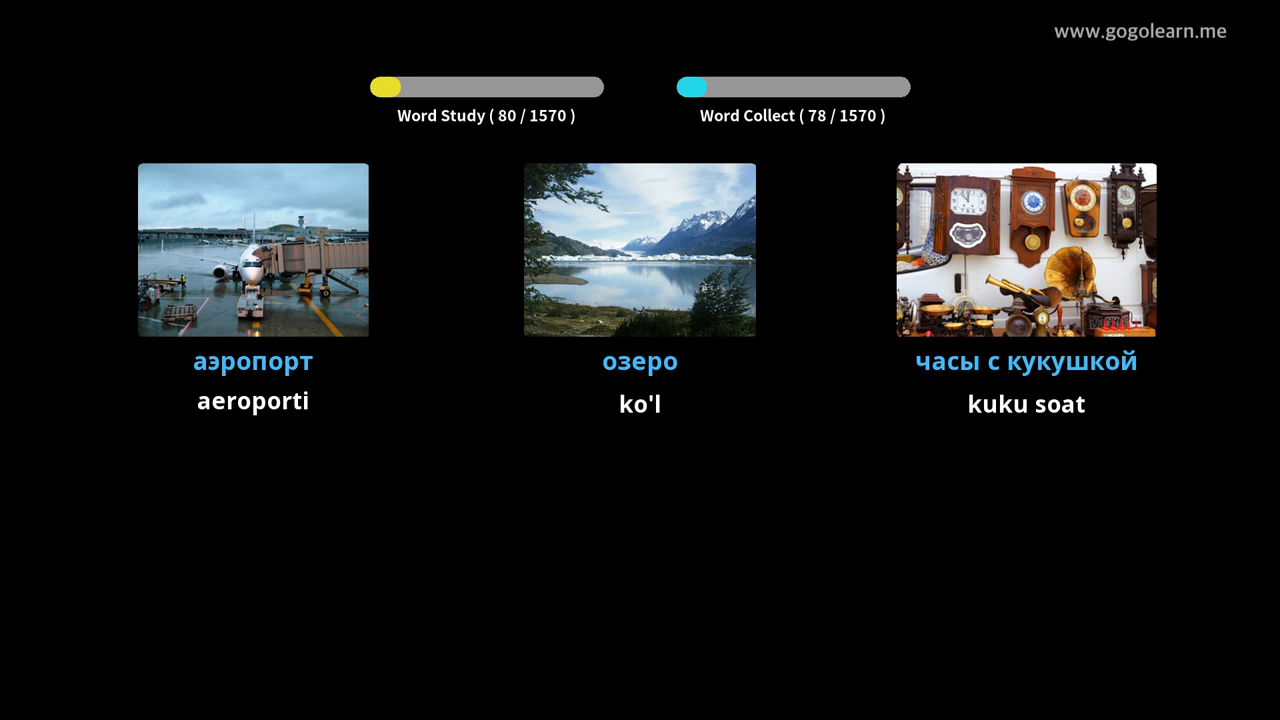 www.gogolearn.me
Word Study ( 80 / 1570 )
Word Collect ( 78 / 1570 )
аэропорт
озеро
часы с кукушкой
aeroporti
ko'l
kuku soat